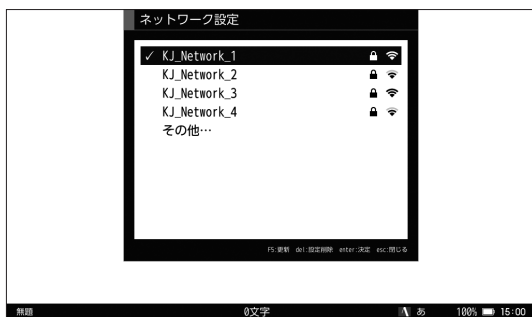 ネットワーク設定
✓ KJ_Network_1
KJ_Network_2
KJ_Network_3
KJ_Network_4
その他…
F5:更新 del:設定削除 enter:決定 esc:閉じる
無題 0文字 あ 100% 15:00